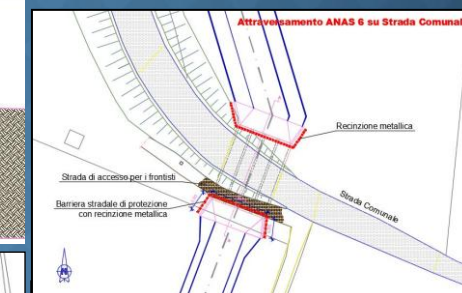 Attraversamento ANAS 6 su Strada Comunale
Recinzione metallica
Strada di accesso per i frontisti
Barriera stradale di protezione
con recinzione metallica
Strada Comunale
N